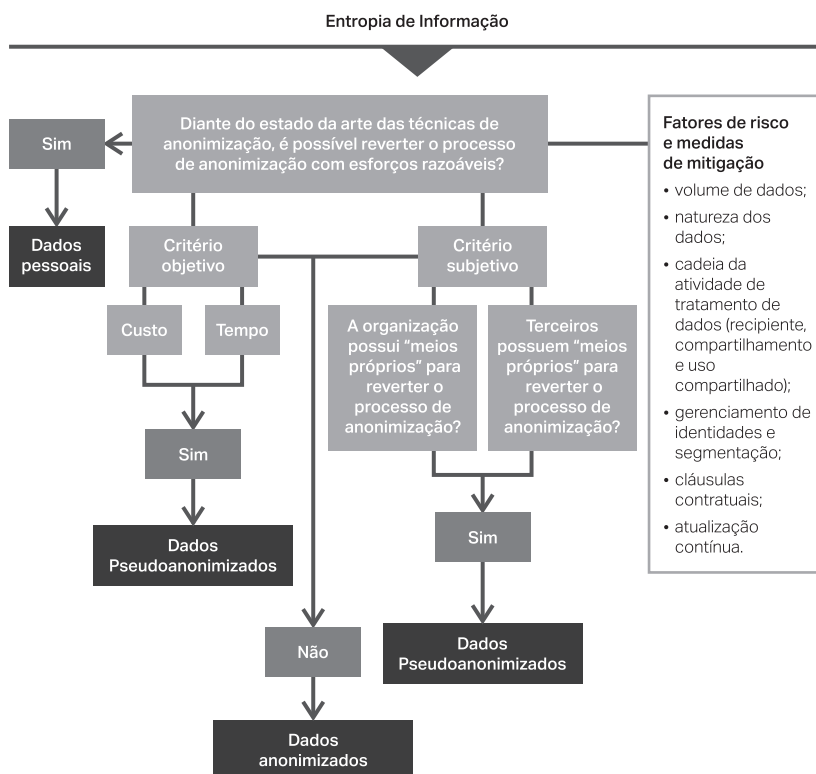 Entropia de Informação
Diante do estado da arte das técnicas de
anonimização, é possível reverter o processo
de anonimização com esforços razoáveis?
Sim
Dados
pessoais
Critério
objetivo
Critério
subjetivo
Custo
Tempo
A organização
possui “meios
próprios” para
reverter o
processo de
anonimização?
Terceiros
possuem “meios
próprios” para
reverter o
processo de
anonimização?
Sim
Dados
Pseudoanonimizados
Sim
Dados
Pseudoanonimizados
Não
Dados
anonimizados
Fatores de risco
e medidas
de mitigação
• volume de dados;
• natureza dos
dados;
• cadeia da
atividade de
tratamento de
dados (recipiente,
compartilhamento
e uso
compartilhado);
• gerenciamento de
identidades e
segmentação;
• cláusulas
contratuais;
• atualização
contínua.